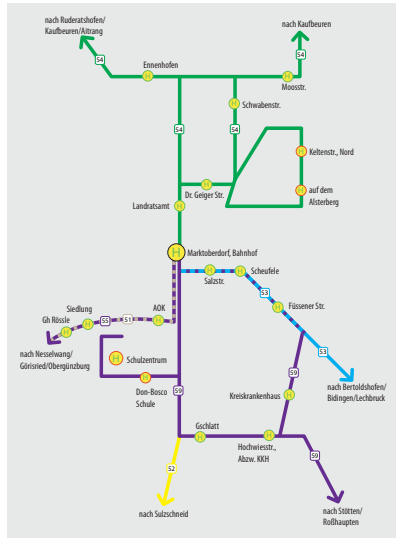 nach Ruderatshofen/
Kaufbeuren/Aitrang
nach Kaufbeuren
54
54
H
Ennenhofen
H
Moosstr.
H
Schwabenstr.
54
54
H
Keltenstr., Nord
H
Dr. Geiger Str.
H
auf dem
Alsterberg
Landratsamt
H
H
Marktoberdorf, Bahnhof
H
Salzstr.
H
Scheufele
53
Siedlung
AOK
H
Füssener Str.
Gh Rössle
H
H
55
51
H
nach Nesselwang/
Görisried/Obergünzburg
H
Schulzentrum
53
H
Don-Bosco
Schule
59
59
nach Bertoldshofen/
Bidingen/Lechbruck
Kreiskrankenhaus
H
Gschlatt
H
H
Hochwiesstr.,
Abzw. KKH
59
52
nach Sulzschneid
nach Stötten/
Roßhaupten